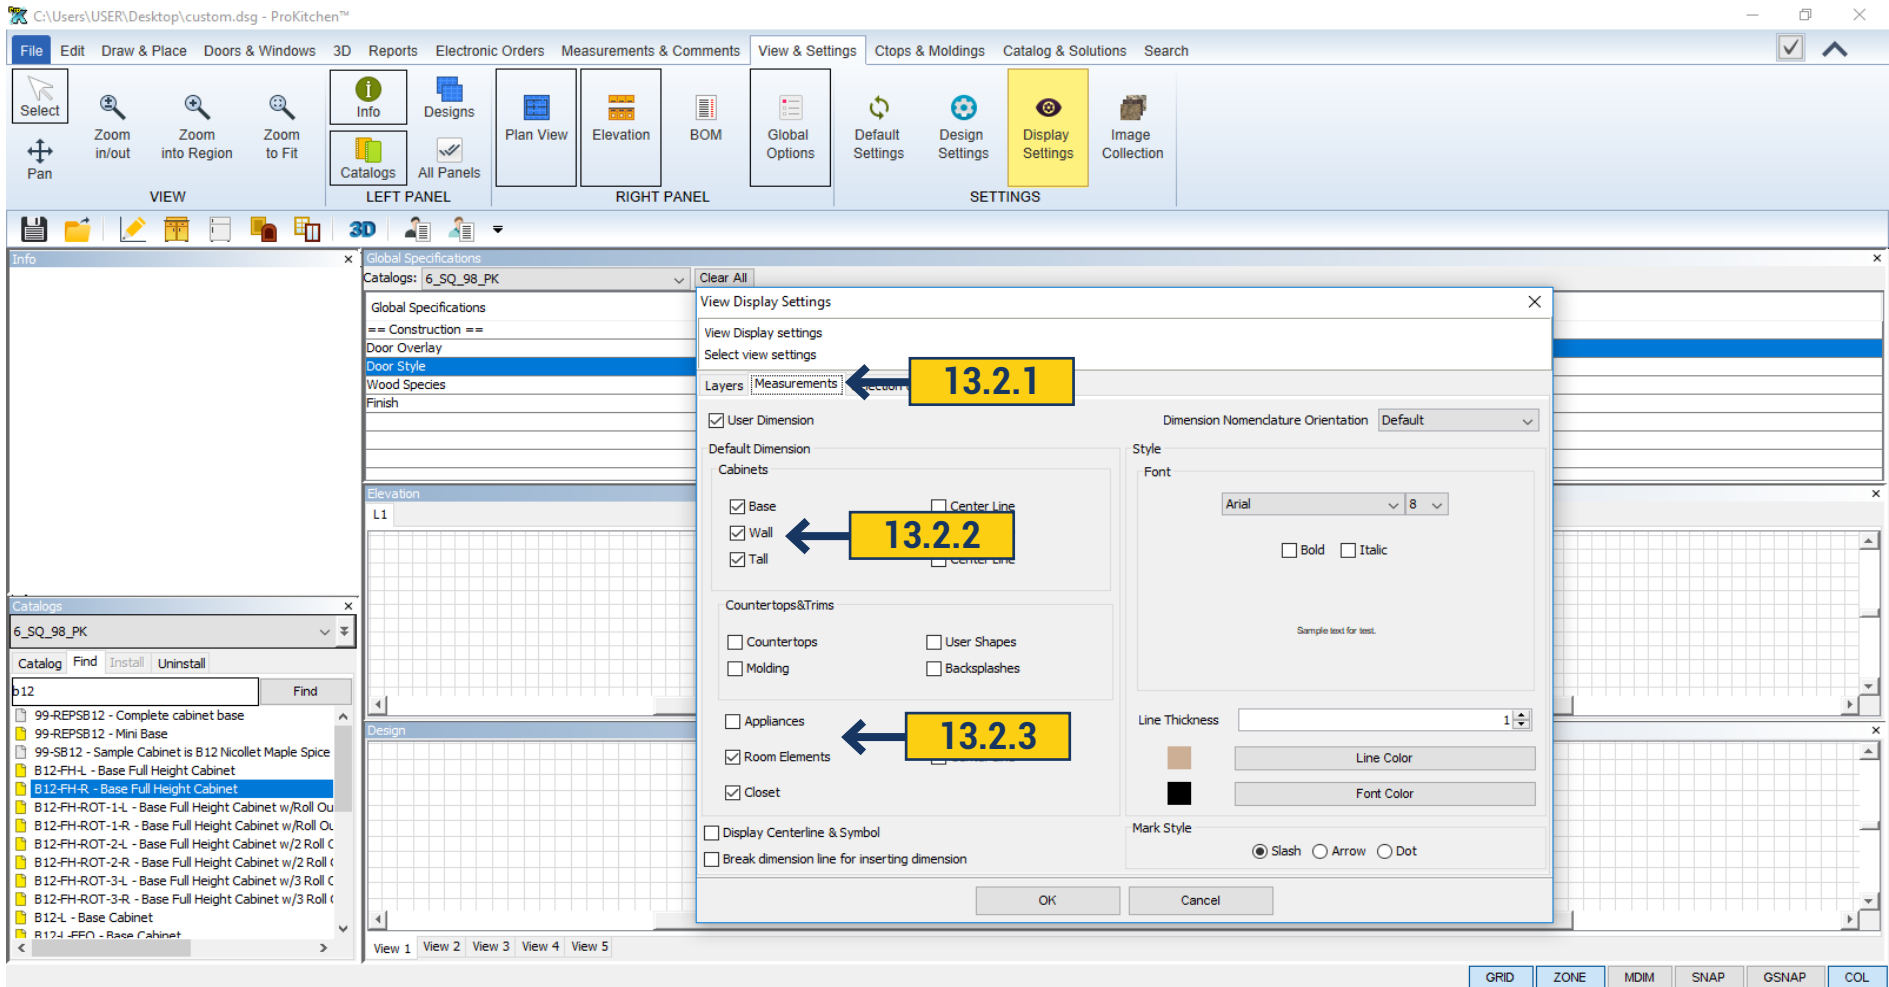 C:\Users\USER\Desktop\custom.dsg - ProKitchen™
File Edit Draw & Place Doors & Windows 3D Reports Electronic Orders Measurements & Comments View & Settings Ctops & Moldings Catalog & Solutions Search
Select
Pan
Zoom in/out
Zoom into Region
Zoom to Fit
VIEW
Info
Catalogs
Designs
All Panels
LEFT PANEL
Plan View
Elevation
BOM
Global Options
RIGHT PANEL
Default Settings
Design Settings
Display Settings
Image Collection
SETTINGS
3D
Info
Global Specifications
Catalogs: 6_SQ_98_PK Clear All
Global Specifications
== Construction ==
Door Overlay
Door Style
Wood Species
Finish
Elevation
L1
Catalogs
6_SQ_98_PK
Catalog Find Install Uninstall
b12 Find
99-REPSB12 - Complete cabinet base
99-REPSB12 - Mini Base
99-SB12 - Sample Cabinet is B12 Nicollet Maple Spice
B12-FH-L - Base Full Height Cabinet
B12-FH-R - Base Full Height Cabinet
B12-FH-ROT-1-L - Base Full Height Cabinet w/Roll Ou
B12-FH-ROT-1-R - Base Full Height Cabinet w/Roll Ou
B12-FH-ROT-2-L - Base Full Height Cabinet w/2 Roll
B12-FH-ROT-2-R - Base Full Height Cabinet w/2 Roll
B12-FH-ROT-3-L - Base Full Height Cabinet w/3 Roll
B12-FH-ROT-3-R - Base Full Height Cabinet w/3 Roll
B12-L - Base Cabinet
B12-L-FEO - Base Cabinet
Design
View 1 View 2 View 3 View 4 View 5
View Display Settings
View Display settings
Select view settings
Layers Measurements
13.2.1
User Dimension
Dimension Nomenclature Orientation Default
Default Dimension
Cabinets
Base Center Line
Wall
13.2.2
Tall Center Line
Countertops&Trims
Countertops User Shapes
Molding Backsplashes
Appliances
13.2.3
Room Elements
Closet
Display Centerline & Symbol
Break dimension line for inserting dimension
Style
Font
Arial 8
Bold Italic
Sample text for test.
Line Thickness 1
Line Color
Font Color
Mark Style
Slash Arrow Dot
OK Cancel
GRID ZONE MDIM SNAP GSNAP COL